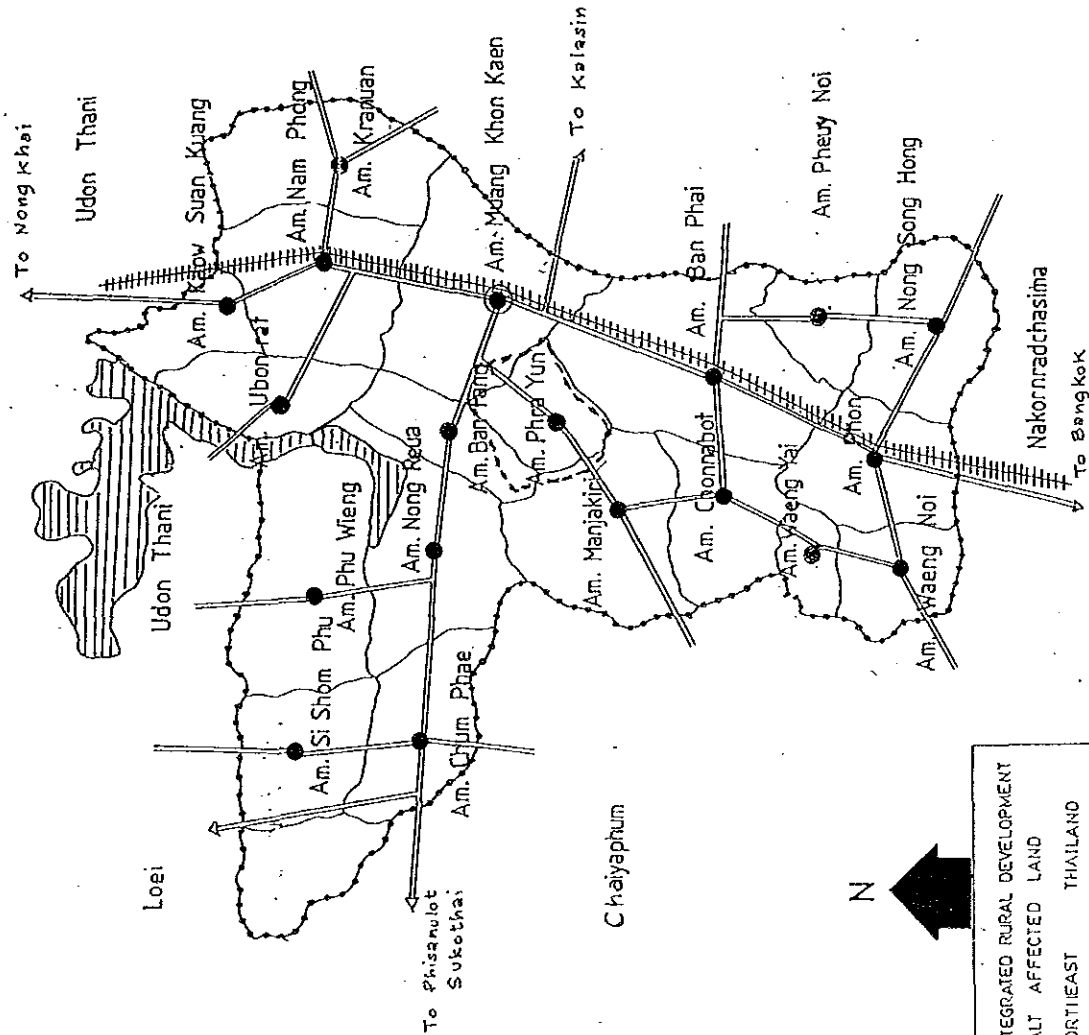 To Nong Khai
Udon Thani
Am. Kaow Suan Kuang
Am. Nam Phong
Am. Krapuan
Ubon Tat
Udon Thani
Loei
Am. Phu Wieng
Am. Si Shom Phu
Am. Nong Reua
Am. Ban Fang
Am. Muang Khon Kaen
To Kalasin
Am. Phra Yun
Am. Chum Phae
To Phisanulot
Sukothai
Am. Manjakiri
Am. Chonnabot
Am. Ban Phai
Am. Pheuy Noi
Chaiyaphum
Am. Waeng Yai
Am. Phon
Am. Nong Song Hong
Am. Waeng Noi
Nakornradchasima
To Bangkok
N
TEGRATED RURAL DEVELOPMENT
ALT AFFECTED LAND
ORTHEAST THAILAND